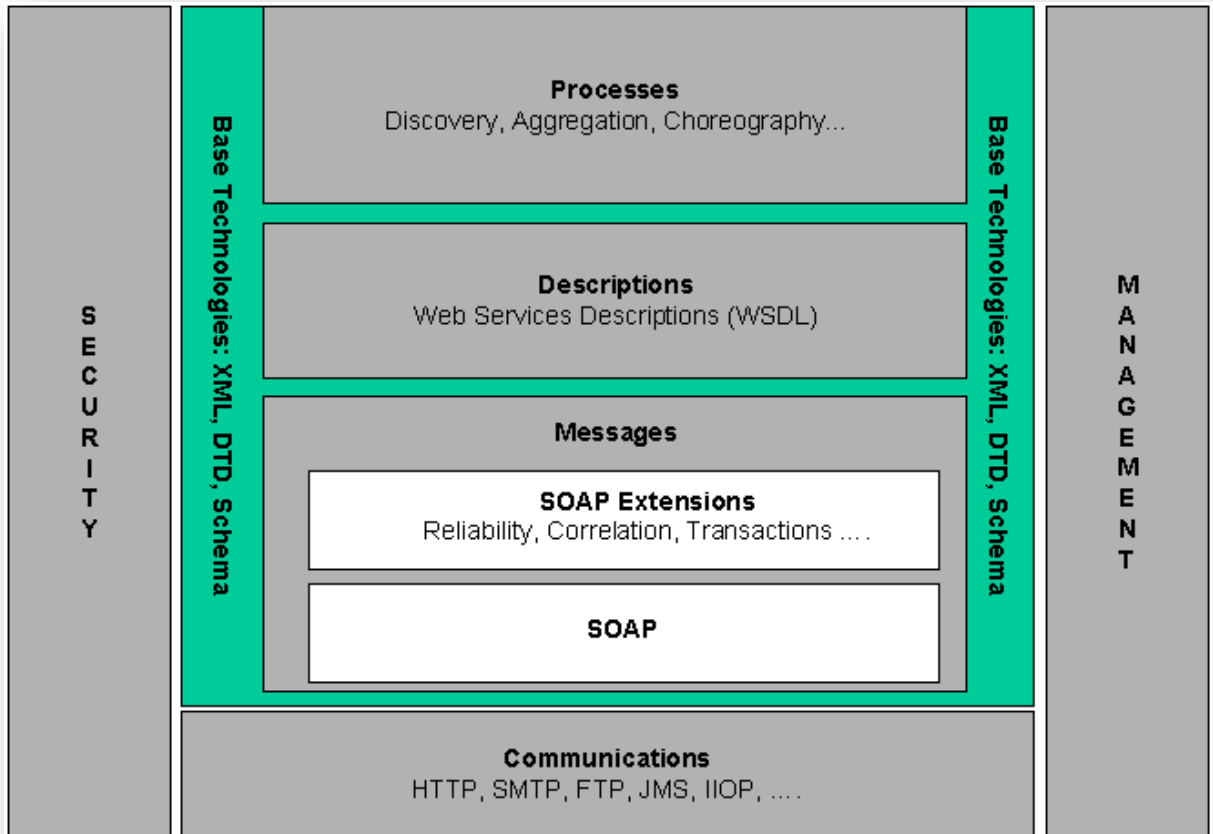 Processes
Discovery, Aggregation, Choreography...
Base Technologies: XML, DTD, Schema
Base Technologies: XML, DTD, Schema
Descriptions
Web Services Descriptions (WSDL)
SECURITY
MANAGEMENT
Messages
SOAP Extensions
Reliability, Correlation, Transactions ....
SOAP
Communications
HTTP, SMTP, FTP, JMS, IIOP, ....